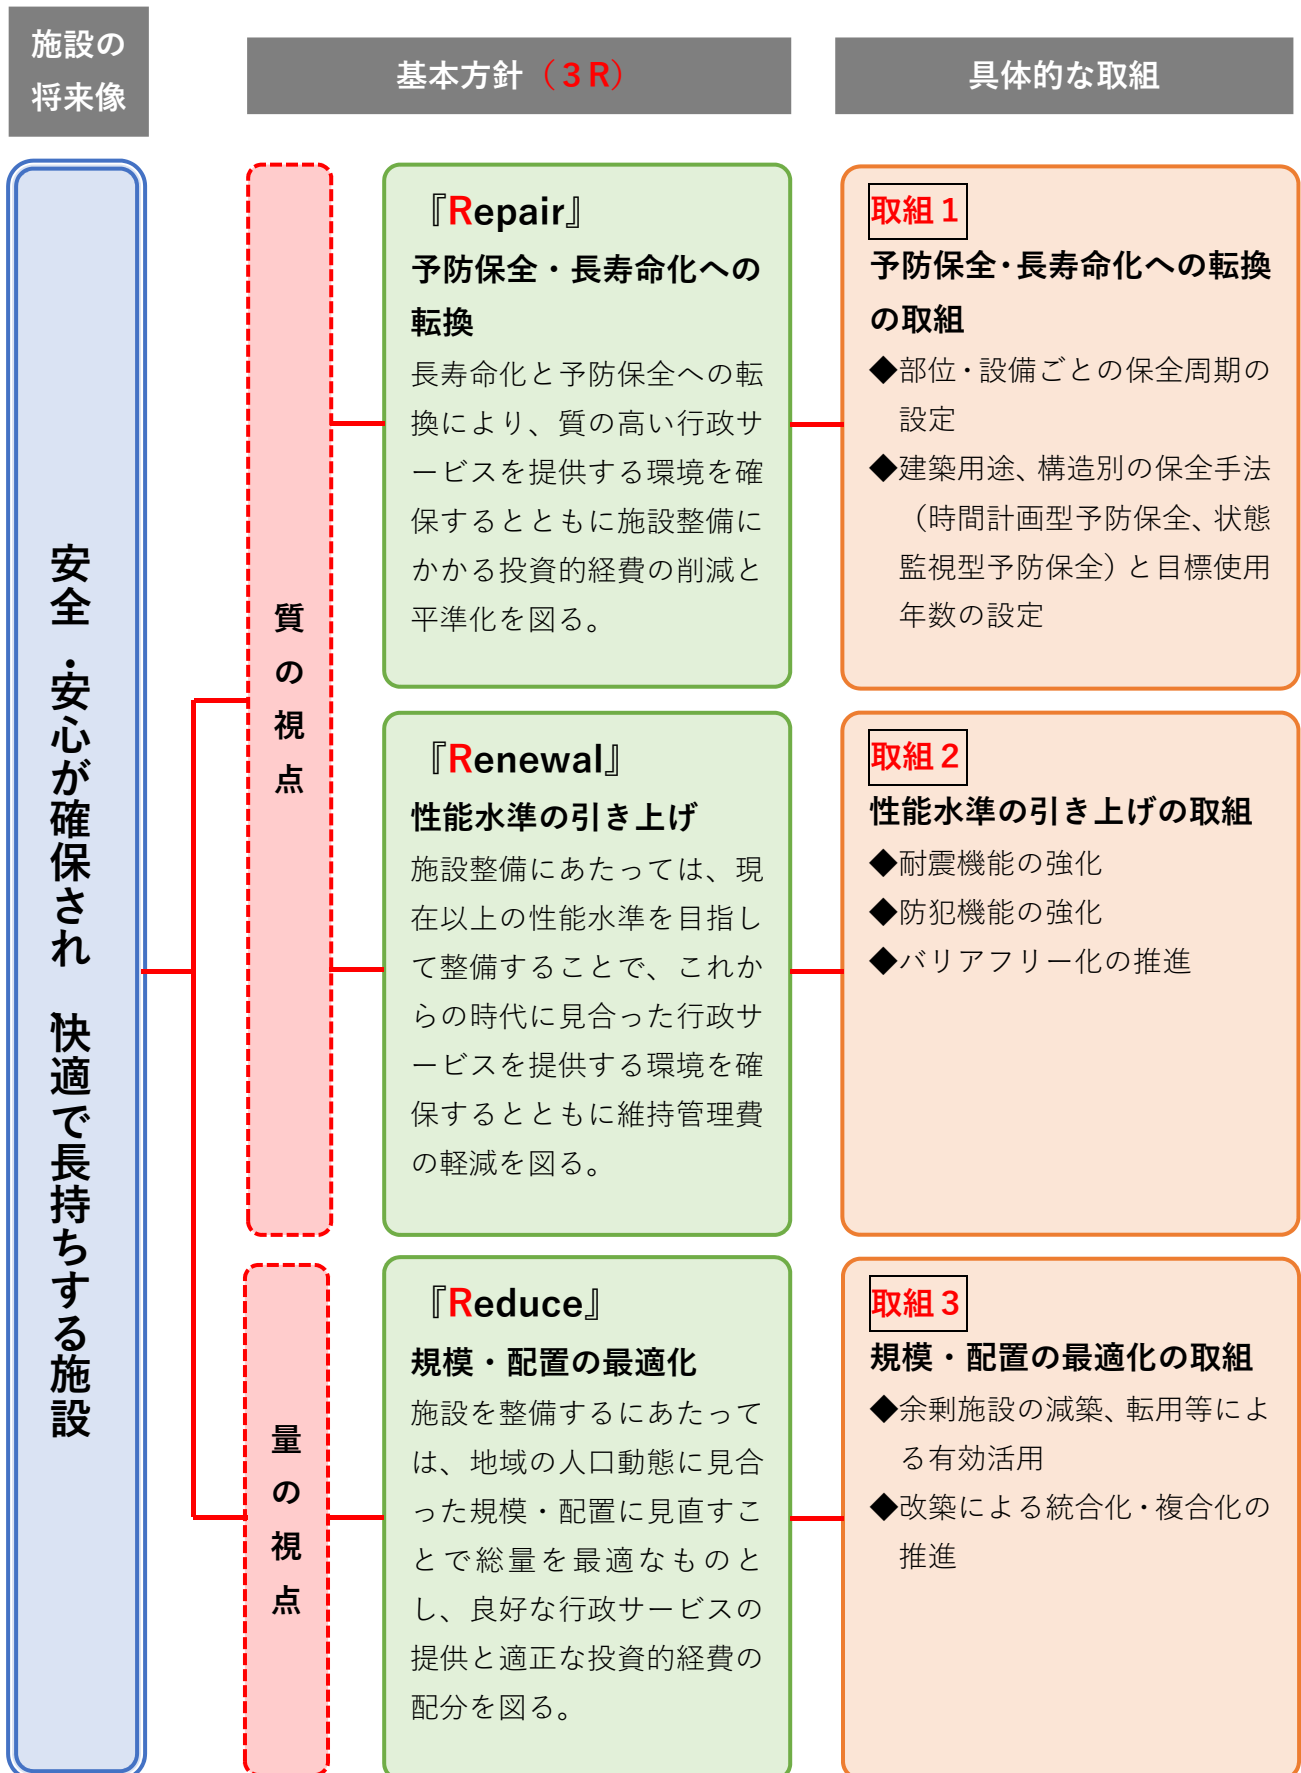 施設の
将来像
基本方針（３R）
具体的な取組
安全・安心が確保され、快適で長持ちする施設
質の視点
『Repair』
予防保全・長寿命化への
転換
長寿命化と予防保全への転
換により、質の高い行政サ
ービスを提供する環境を確
保するとともに施設整備に
かかる投資的経費の削減と
平準化を図る。
取組１
予防保全・長寿命化への転換
の取組
◆部位・設備ごとの保全周期の
設定
◆建築用途、構造別の保全手法
（時間計画型予防保全、状態
監視型予防保全）と目標使用
年数の設定
『Renewal』
性能水準の引き上げ
施設整備にあたっては、現
在以上の性能水準を目指し
て整備することで、これか
らの時代に見合った行政サ
ービスを提供する環境を確
保するとともに維持管理費
の軽減を図る。
取組２
性能水準の引き上げの取組
◆耐震機能の強化
◆防犯機能の強化
◆バリアフリー化の推進
量の視点
『Reduce』
規模・配置の最適化
施設を整備するにあたって
は、地域の人口動態に見合
った規模・配置に見直すこ
とで総量を最適なものと
し、良好な行政サービスの
提供と適正な投資的経費の
配分を図る。
取組３
規模・配置の最適化の取組
◆余剰施設の減築、転用等によ
る有効活用
◆改築による統合化・複合化の
推進